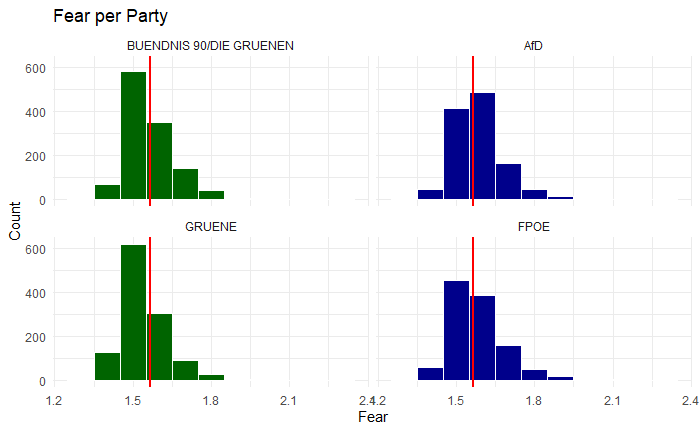 Fear per Party
BUENDNIS 90/DIE GRUENEN
AfD
600
400
200
0
GRUENE
FPOE
600
400
200
0
Count
1.2 1.5 1.8 2.1 2.4
1.2 1.5 1.8 2.1 2.4
Fear